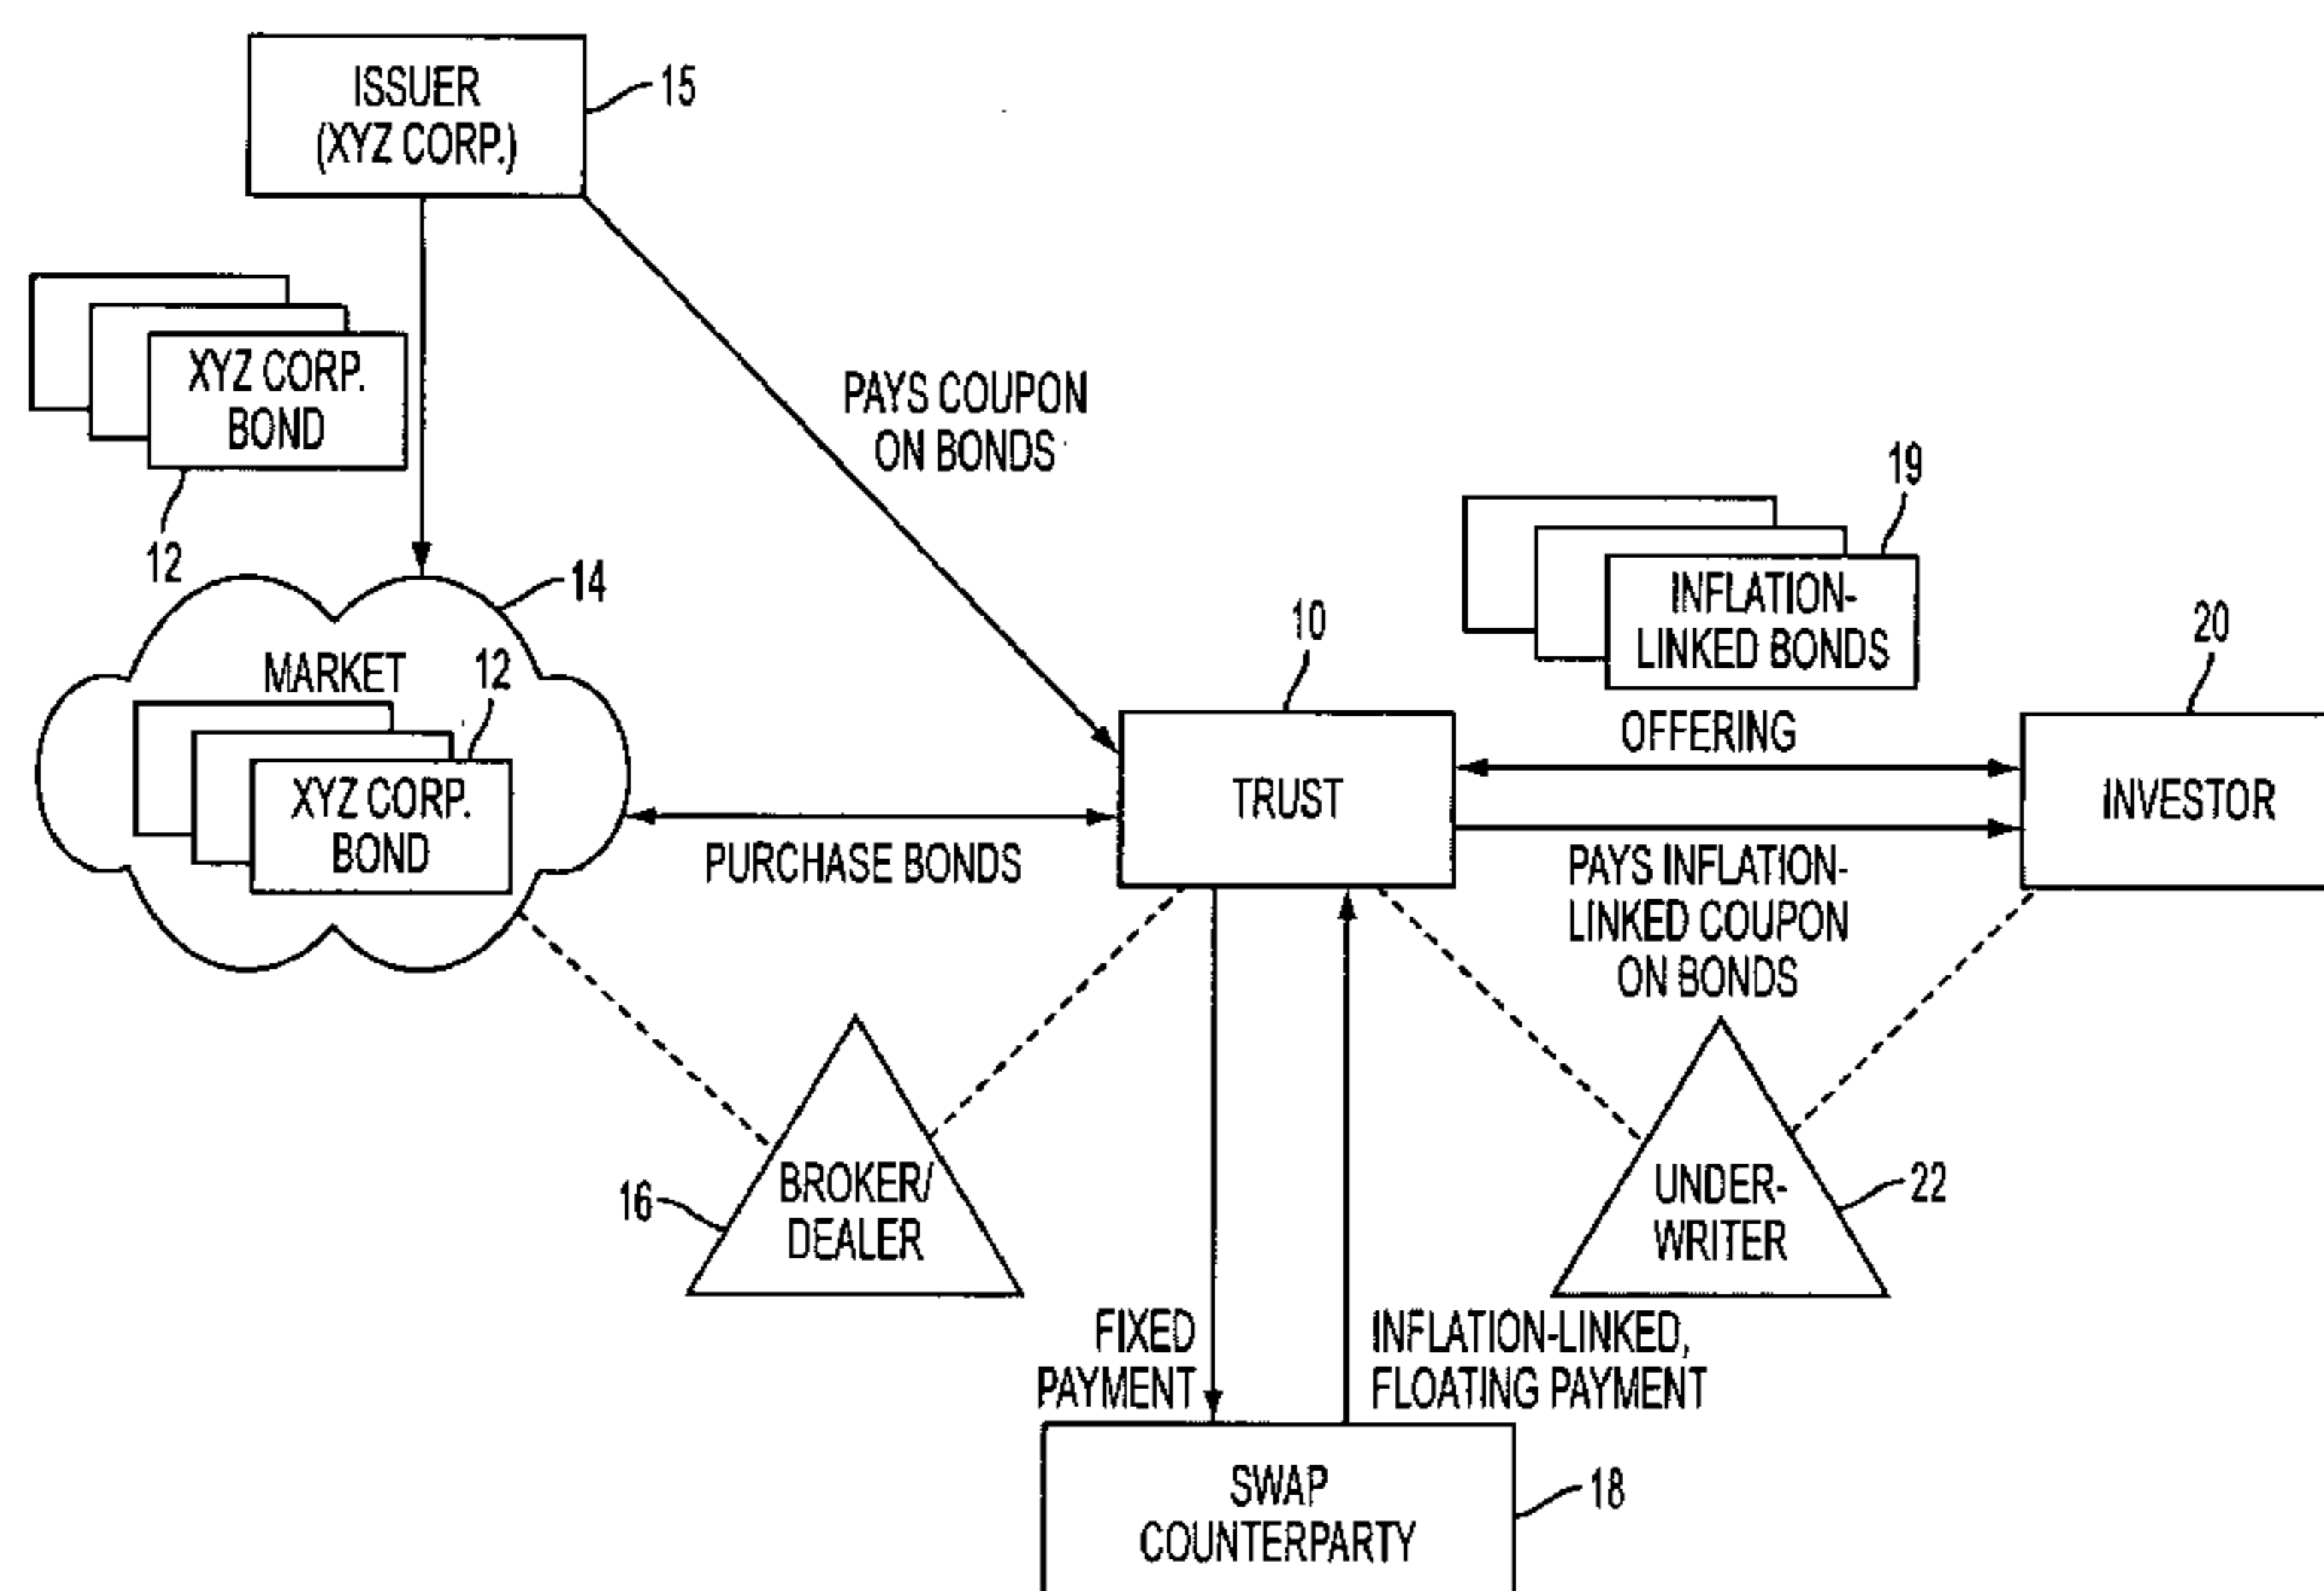 ISSUER
(XYZ CORP.)
15
XYZ CORP.
BOND
12
PAYS COUPON
ON BONDS
14
MARKET
12
XYZ CORP.
BOND
PURCHASE BONDS
10
TRUST
19
INFLATION-
LINKED BONDS
OFFERING
20
INVESTOR
PAYS INFLATION-
LINKED COUPON
ON BONDS
16
BROKER/
DEALER
UNDER-
WRITER
22
FIXED
PAYMENT
INFLATION-LINKED,
FLOATING PAYMENT
SWAP
COUNTERPARTY
18